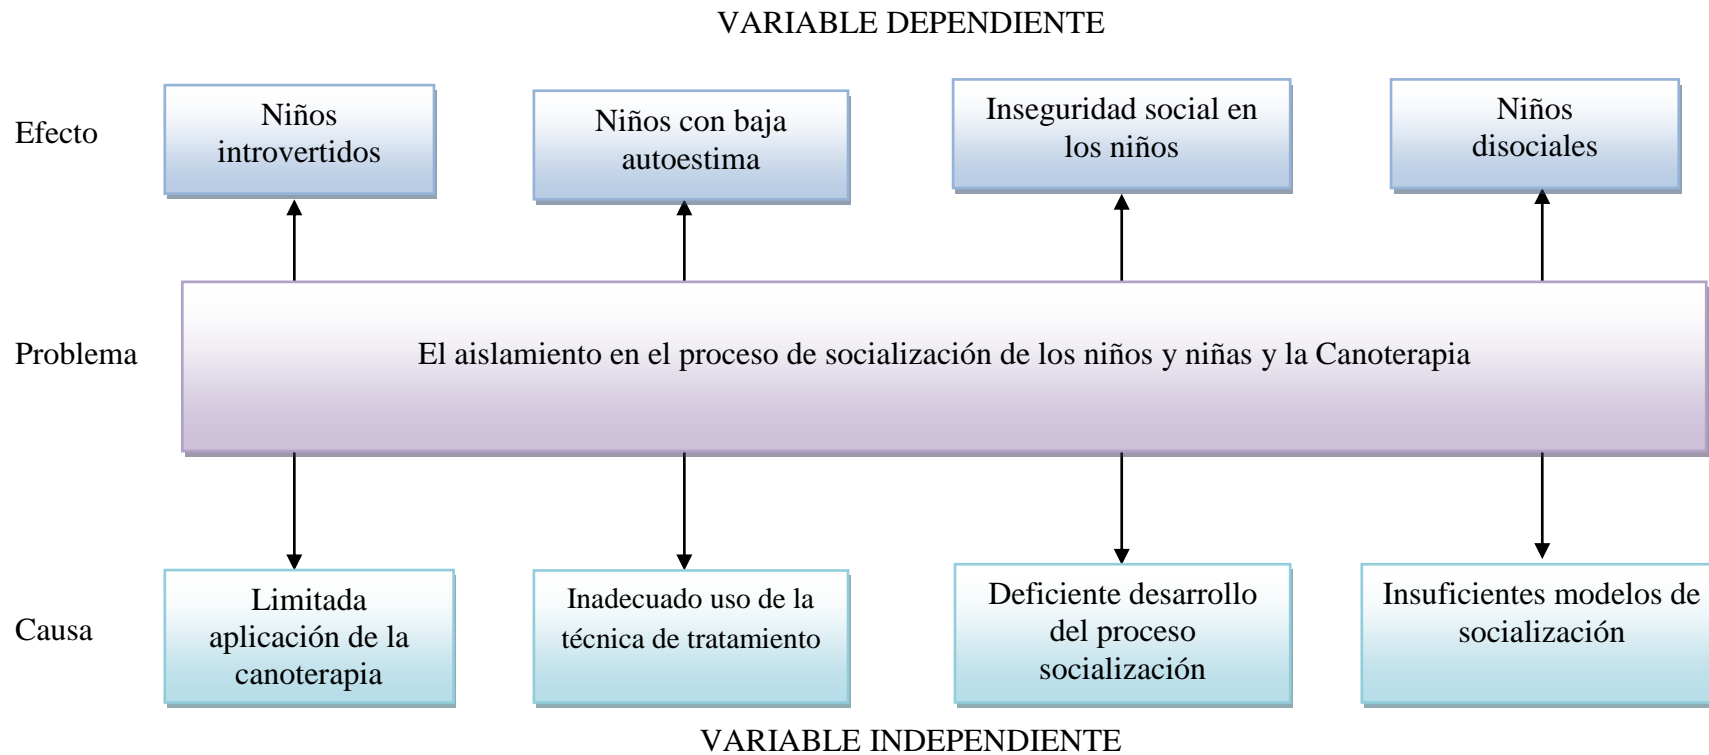 VARIABLE DEPENDIENTE
Efecto
Niños
introvertidos
Niños con baja
autoestima
Inseguridad social en
los niños
Niños
disociales
Problema
El aislamiento en el proceso de socialización de los niños y niñas y la Canoterapia
Causa
Limitada
aplicación de la
canoterapia
Inadecuado uso de la
técnica de tratamiento
Deficiente desarrollo
del proceso
socialización
Insuficientes modelos de
socialización
VARIABLE INDEPENDIENTE